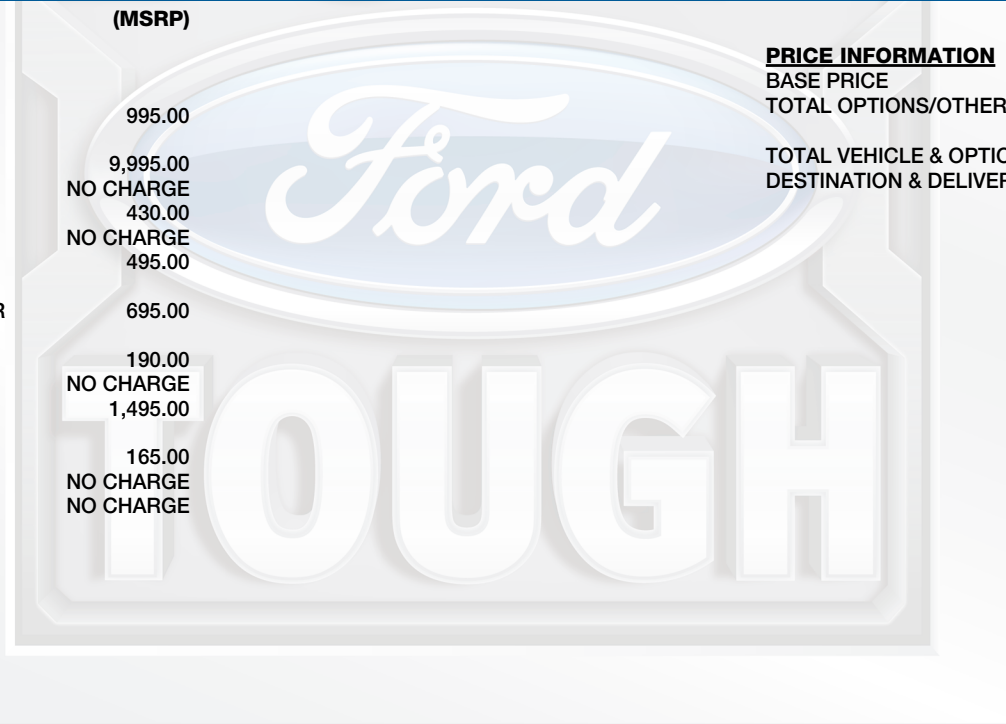 (MSRP)
995.00
9,995.00
NO CHARGE
430.00
NO CHARGE
495.00
R 695.00
190.00
NO CHARGE
1,495.00
165.00
NO CHARGE
NO CHARGE
PRICE INFORMATION
BASE PRICE
TOTAL OPTIONS/OTHER
TOTAL VEHICLE & OPTIO
DESTINATION & DELIVER
Ford
TOUGH